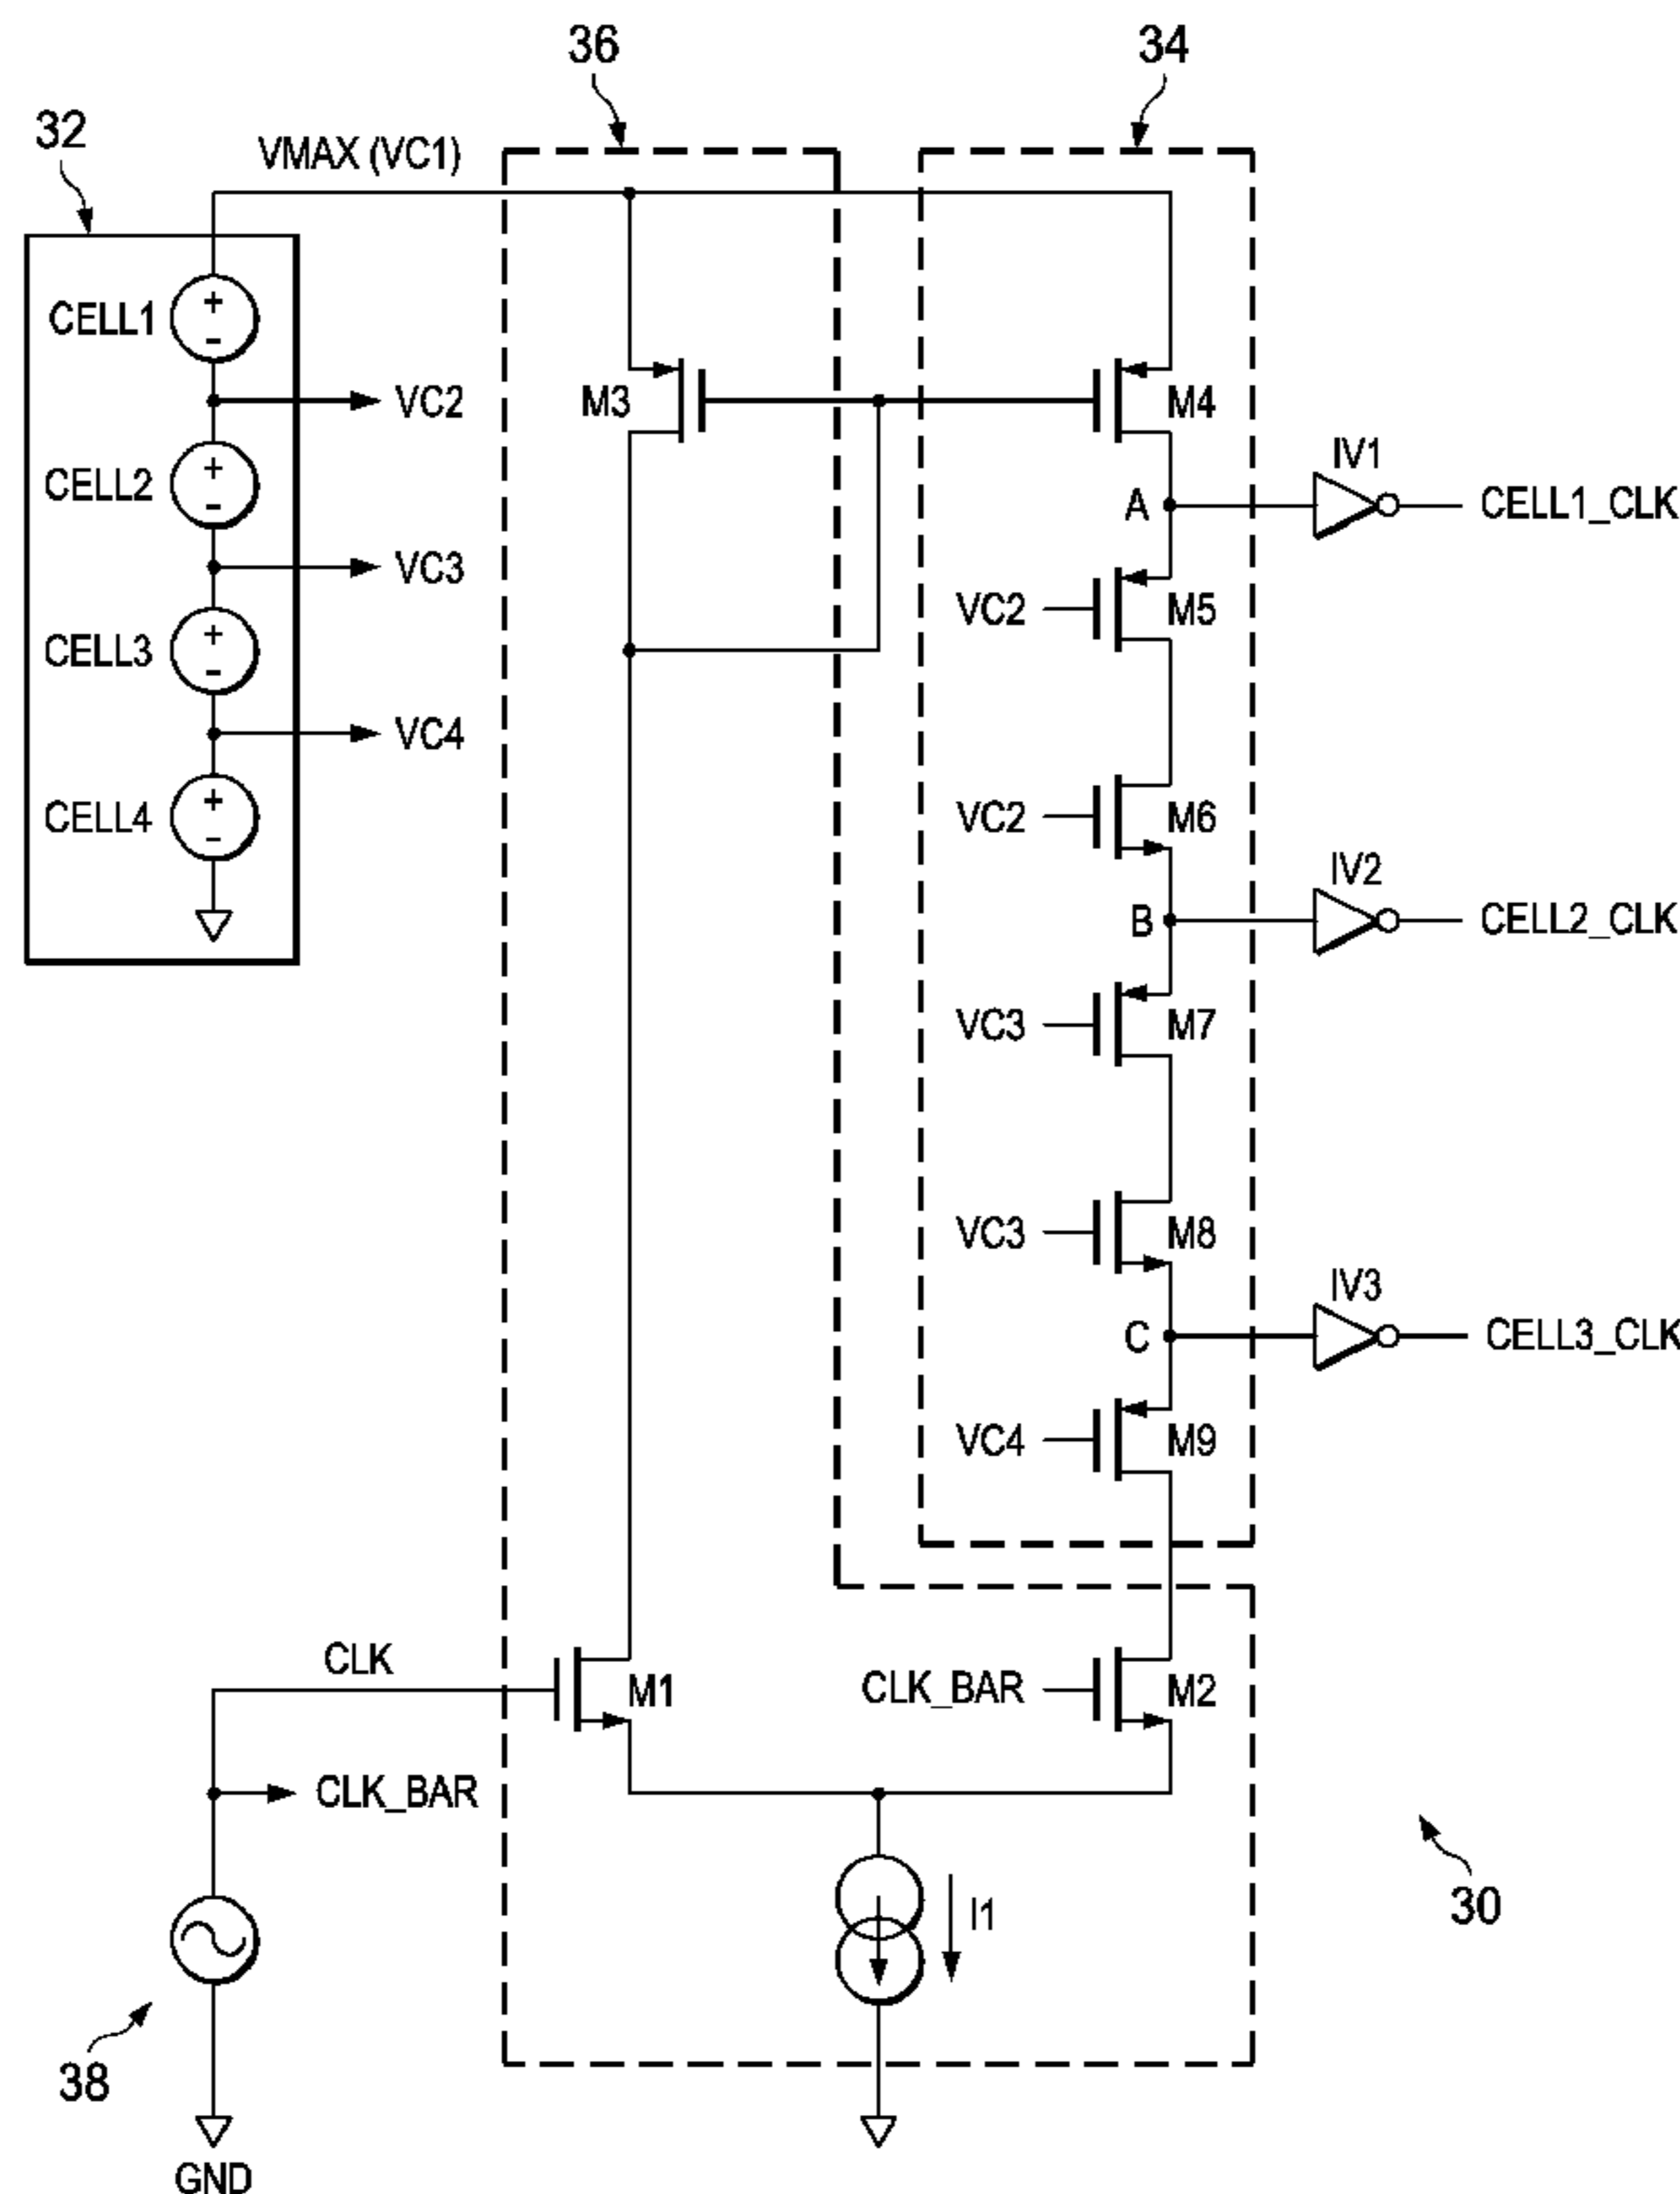 36
34
32
VMAX (VC1)
CELL1
VC2
M3
M4
IV1
A
CELL1_CLK
CELL2
VC3
VC2
M5
CELL3
VC4
CELL4
VC2
M6
IV2
B
CELL2_CLK
VC3
M7
VC3
M8
IV3
C
CELL3_CLK
VC4
M9
CLK
M1
CLK_BAR
M2
CLK_BAR
I1
30
38
GND